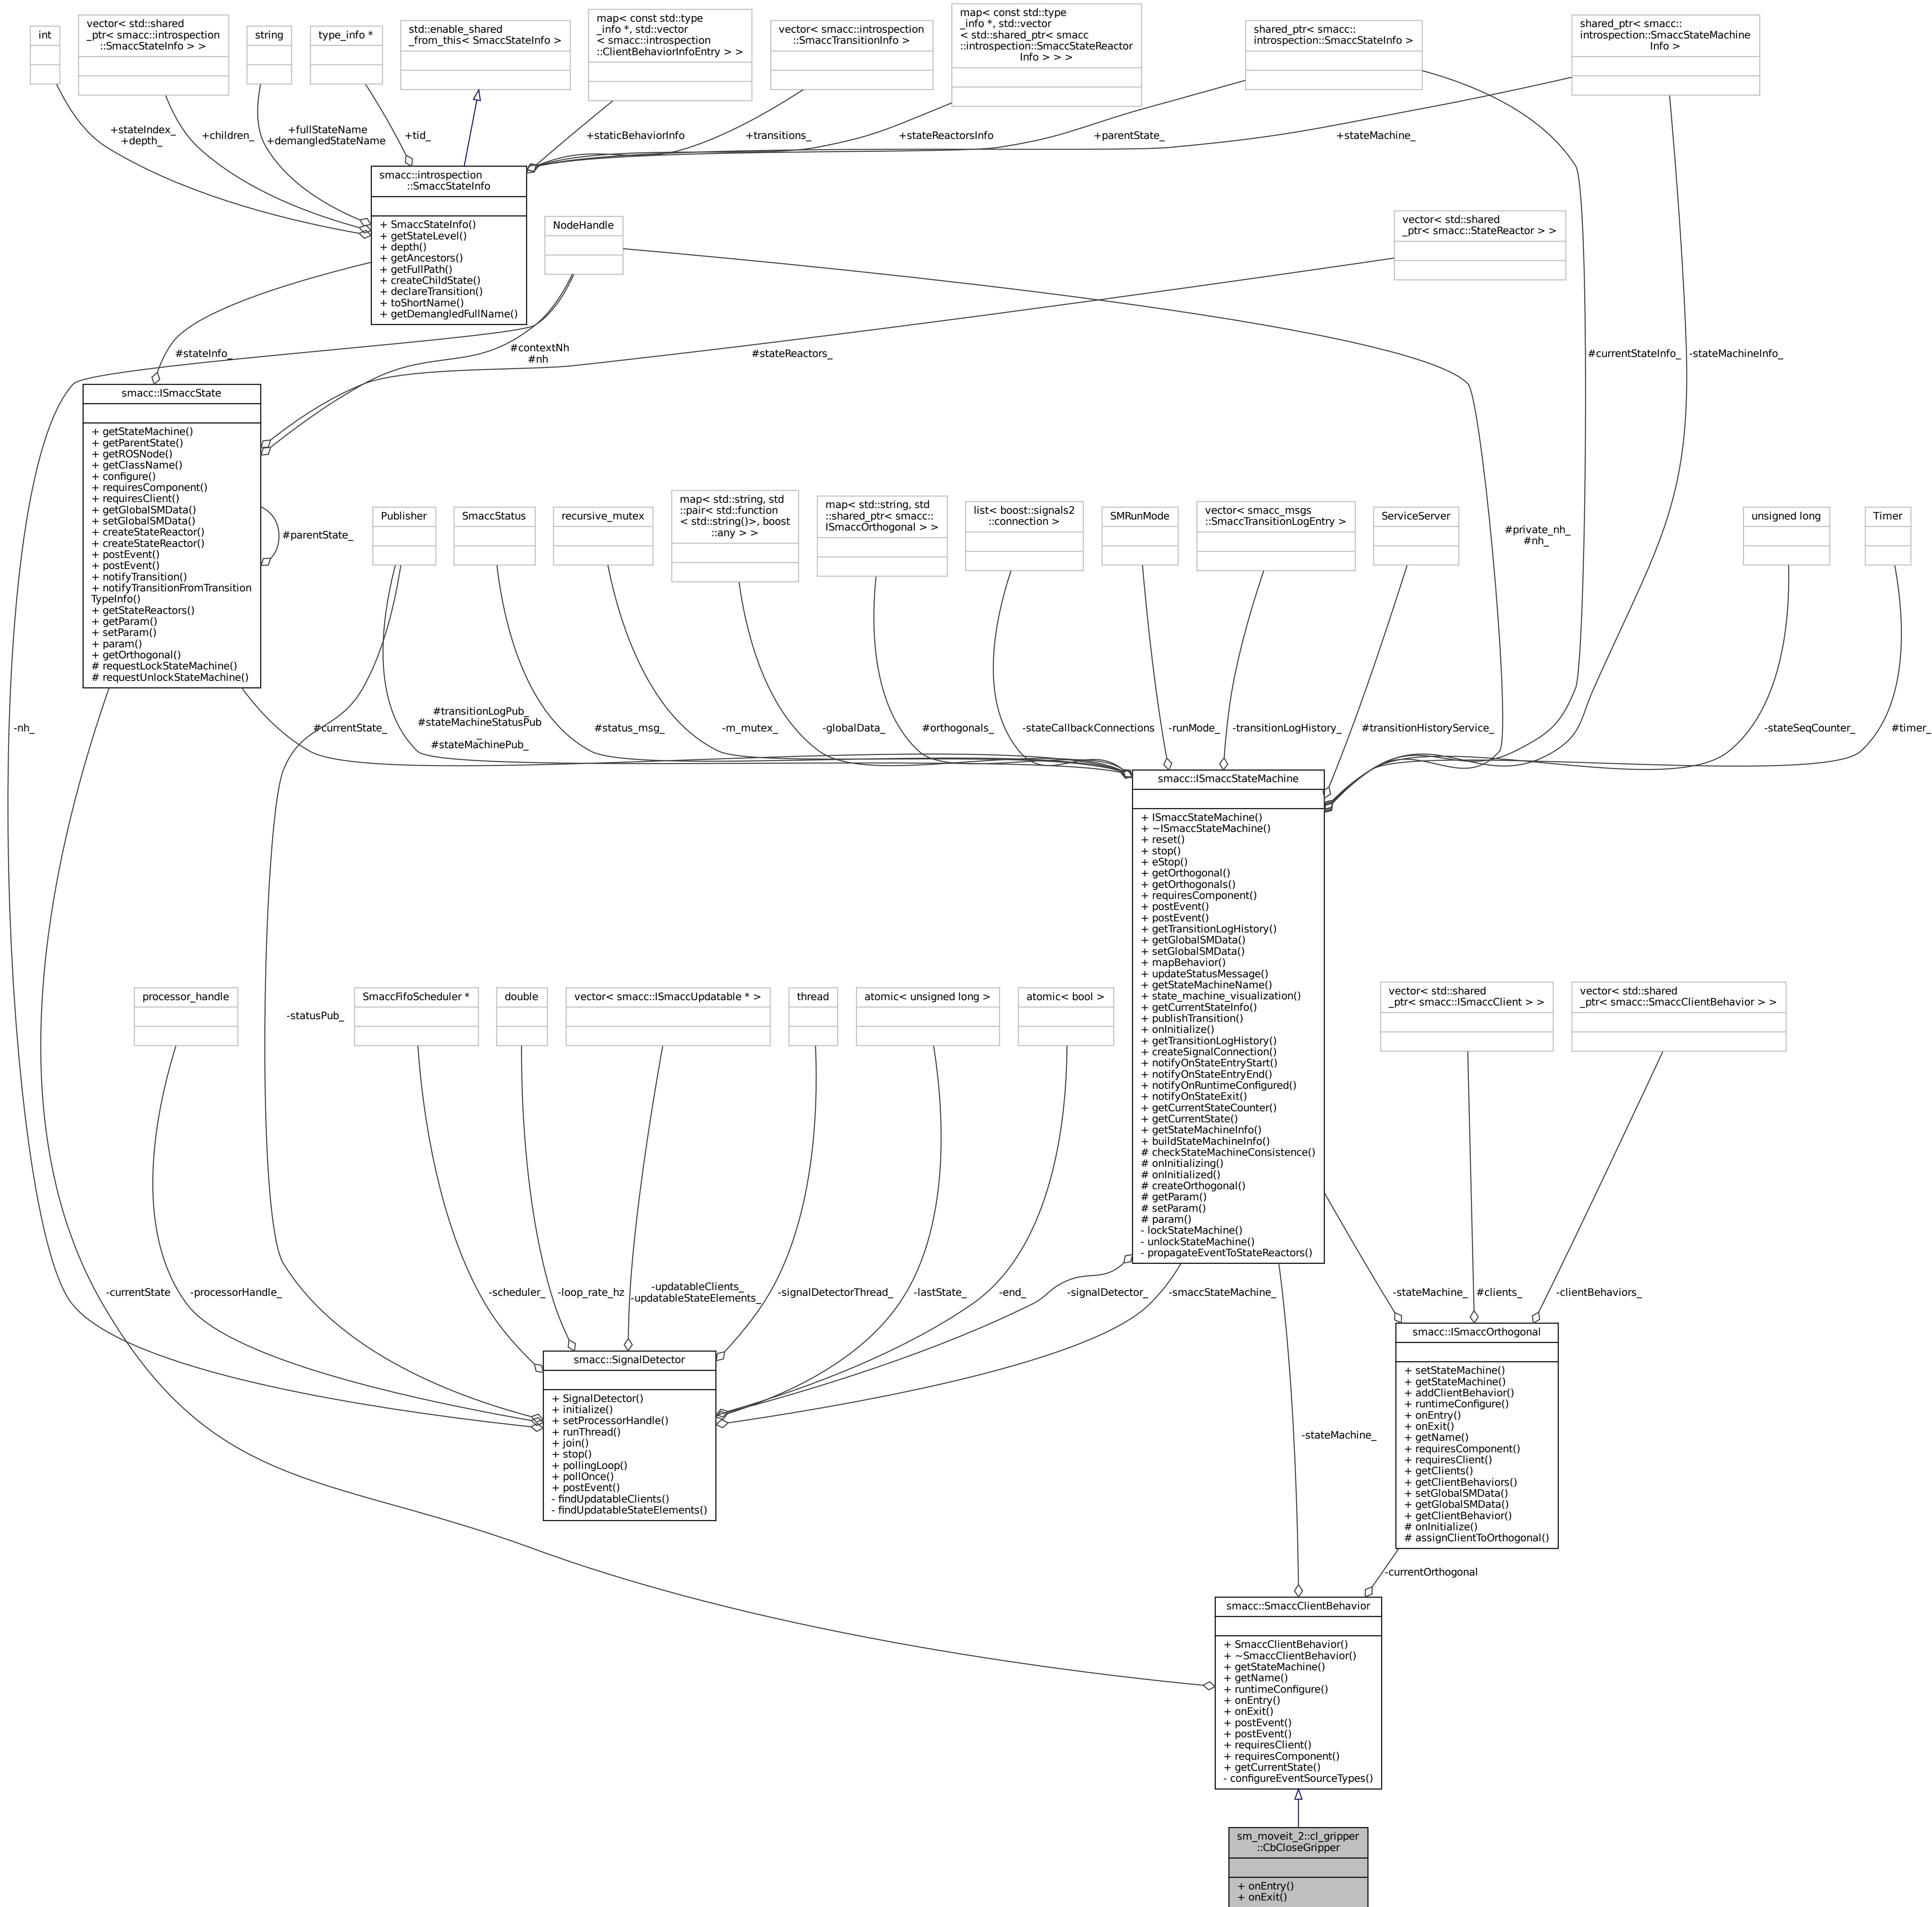 int
vector< std::shared
_ptr< smacc::introspection
::SmaccStateInfo > >
string
type_info *
std::enable_shared
_from_this< SmaccStateInfo >
map< const std::type
_info *, std::vector
< smacc::introspection
::ClientBehaviorInfoEntry > >
vector< smacc::introspection
::SmaccTransitionInfo >
map< const std::type
_info *, std::vector
< std::shared_ptr< smacc
::introspection::SmaccStateReactor
Info > > >
shared_ptr< smacc::
introspection::SmaccStateInfo >
shared_ptr< smacc::
introspection::SmaccStateMachine
Info >
+stateIndex_
+depth_
+children_
+fullStateName
+demangledStateName
+tid_
+staticBehaviorInfo
+transitions_
+stateReactorsInfo
+parentState_
+stateMachine_
smacc::introspection
::SmaccStateInfo
+ SmaccStateInfo()
+ getStateLevel()
+ depth()
+ getAncestors()
+ getFullPath()
+ createChildState()
+ declareTransition()
+ toShortName()
+ getDemangledFullName()
NodeHandle
vector< std::shared
_ptr< smacc::StateReactor > >
#stateInfo_
#contextNh
#nh
#stateReactors_
#currentStateInfo_
-stateMachineInfo_
smacc::ISmaccState
+ getStateMachine()
+ getParentState()
+ getROSNode()
+ getClassName()
+ configure()
+ requiresComponent()
+ requiresClient()
+ getGlobalSMData()
+ setGlobalSMData()
+ createStateReactor()
+ createStateReactor()
+ postEvent()
+ postEvent()
+ notifyTransition()
+ notifyTransitionFromTransition
TypeInfo()
+ getStateReactors()
+ getParam()
+ setParam()
+ param()
+ getOrthogonal()
# requestLockStateMachine()
# requestUnlockStateMachine()
#parentState_
Publisher
SmaccStatus
recursive_mutex
map< std::string, std
::pair< std::function
< std::string()>, boost
::any > >
map< std::string, std
::shared_ptr< smacc::
ISmaccOrthogonal > >
list< boost::signals2
::connection >
SMRunMode
vector< smacc_msgs
::SmaccTransitionLogEntry >
ServiceServer
#private_nh_
#nh_
unsigned long
Timer
-nh_
#currentState_
#transitionLogPub_
#stateMachineStatusPub
_
#stateMachinePub_
#status_msg_
-m_mutex_
-globalData_
#orthogonals_
-stateCallbackConnections
-runMode_
-transitionLogHistory_
#transitionHistoryService_
-stateSeqCounter_
#timer_
smacc::ISmaccStateMachine
+ ISmaccStateMachine()
+ ~ISmaccStateMachine()
+ reset()
+ stop()
+ eStop()
+ getOrthogonal()
+ getOrthogonals()
+ requiresComponent()
+ postEvent()
+ postEvent()
+ getTransitionLogHistory()
+ getGlobalSMData()
+ setGlobalSMData()
+ mapBehavior()
+ updateStatusMessage()
+ getStateMachineName()
+ state_machine_visualization()
+ getCurrentStateInfo()
+ publishTransition()
+ onInitialize()
+ getTransitionLogHistory()
+ createSignalConnection()
+ notifyOnStateEntryStart()
+ notifyOnStateEntryEnd()
+ notifyOnRuntimeConfigured()
+ notifyOnStateExit()
+ getCurrentStateCounter()
+ getCurrentState()
+ getStateMachineInfo()
+ buildStateMachineInfo()
# checkStateMachineConsistence()
# onInitializing()
# onInitialized()
# createOrthogonal()
# getParam()
# setParam()
# param()
- lockStateMachine()
- unlockStateMachine()
- propagateEventToStateReactors()
processor_handle
-statusPub_
SmaccFifoScheduler *
double
vector< smacc::ISmaccUpdatable * >
thread
atomic< unsigned long >
atomic< bool >
vector< std::shared
_ptr< smacc::ISmaccClient > >
vector< std::shared
_ptr< smacc::SmaccClientBehavior > >
-currentState
-processorHandle_
-scheduler_
-loop_rate_hz
-updatableClients_
-updatableStateElements_
-signalDetectorThread_
-lastState_
-end_
-signalDetector_
-smaccStateMachine_
-stateMachine_
#clients_
-clientBehaviors_
smacc::SignalDetector
+ SignalDetector()
+ initialize()
+ setProcessorHandle()
+ runThread()
+ join()
+ stop()
+ pollingLoop()
+ pollOnce()
+ postEvent()
- findUpdatableClients()
- findUpdatableStateElements()
-stateMachine_
smacc::ISmaccOrthogonal
+ setStateMachine()
+ getStateMachine()
+ addClientBehavior()
+ runtimeConfigure()
+ onEntry()
+ onExit()
+ getName()
+ requiresComponent()
+ requiresClient()
+ getClients()
+ getClientBehaviors()
+ setGlobalSMData()
+ getGlobalSMData()
+ getClientBehavior()
# onInitialize()
# assignClientToOrthogonal()
-currentOrthogonal
smacc::SmaccClientBehavior
+ SmaccClientBehavior()
+ ~SmaccClientBehavior()
+ getStateMachine()
+ getName()
+ runtimeConfigure()
+ onEntry()
+ onExit()
+ postEvent()
+ postEvent()
+ requiresClient()
+ requiresComponent()
+ getCurrentState()
- configureEventSourceTypes()
sm_moveit_2::cl_gripper
::CbCloseGripper
+ onEntry()
+ onExit()